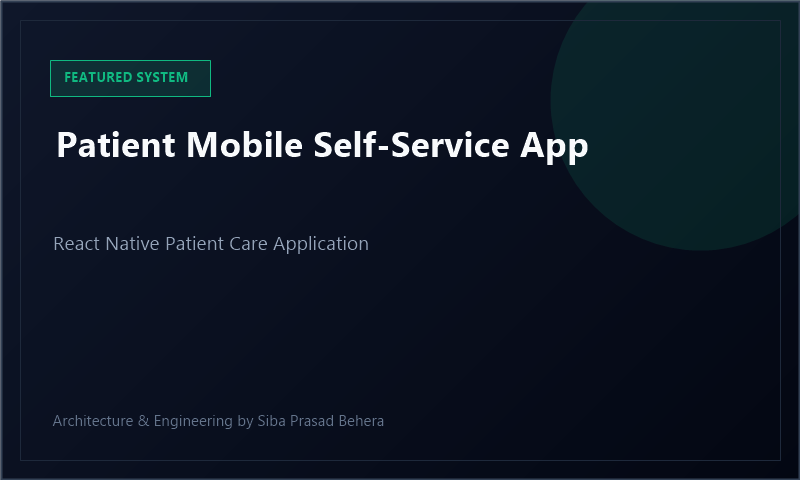 FEATURED SYSTEM
Patient Mobile Self-Service App
React Native Patient Care Application
Architecture & Engineering by Siba Prasad Behera